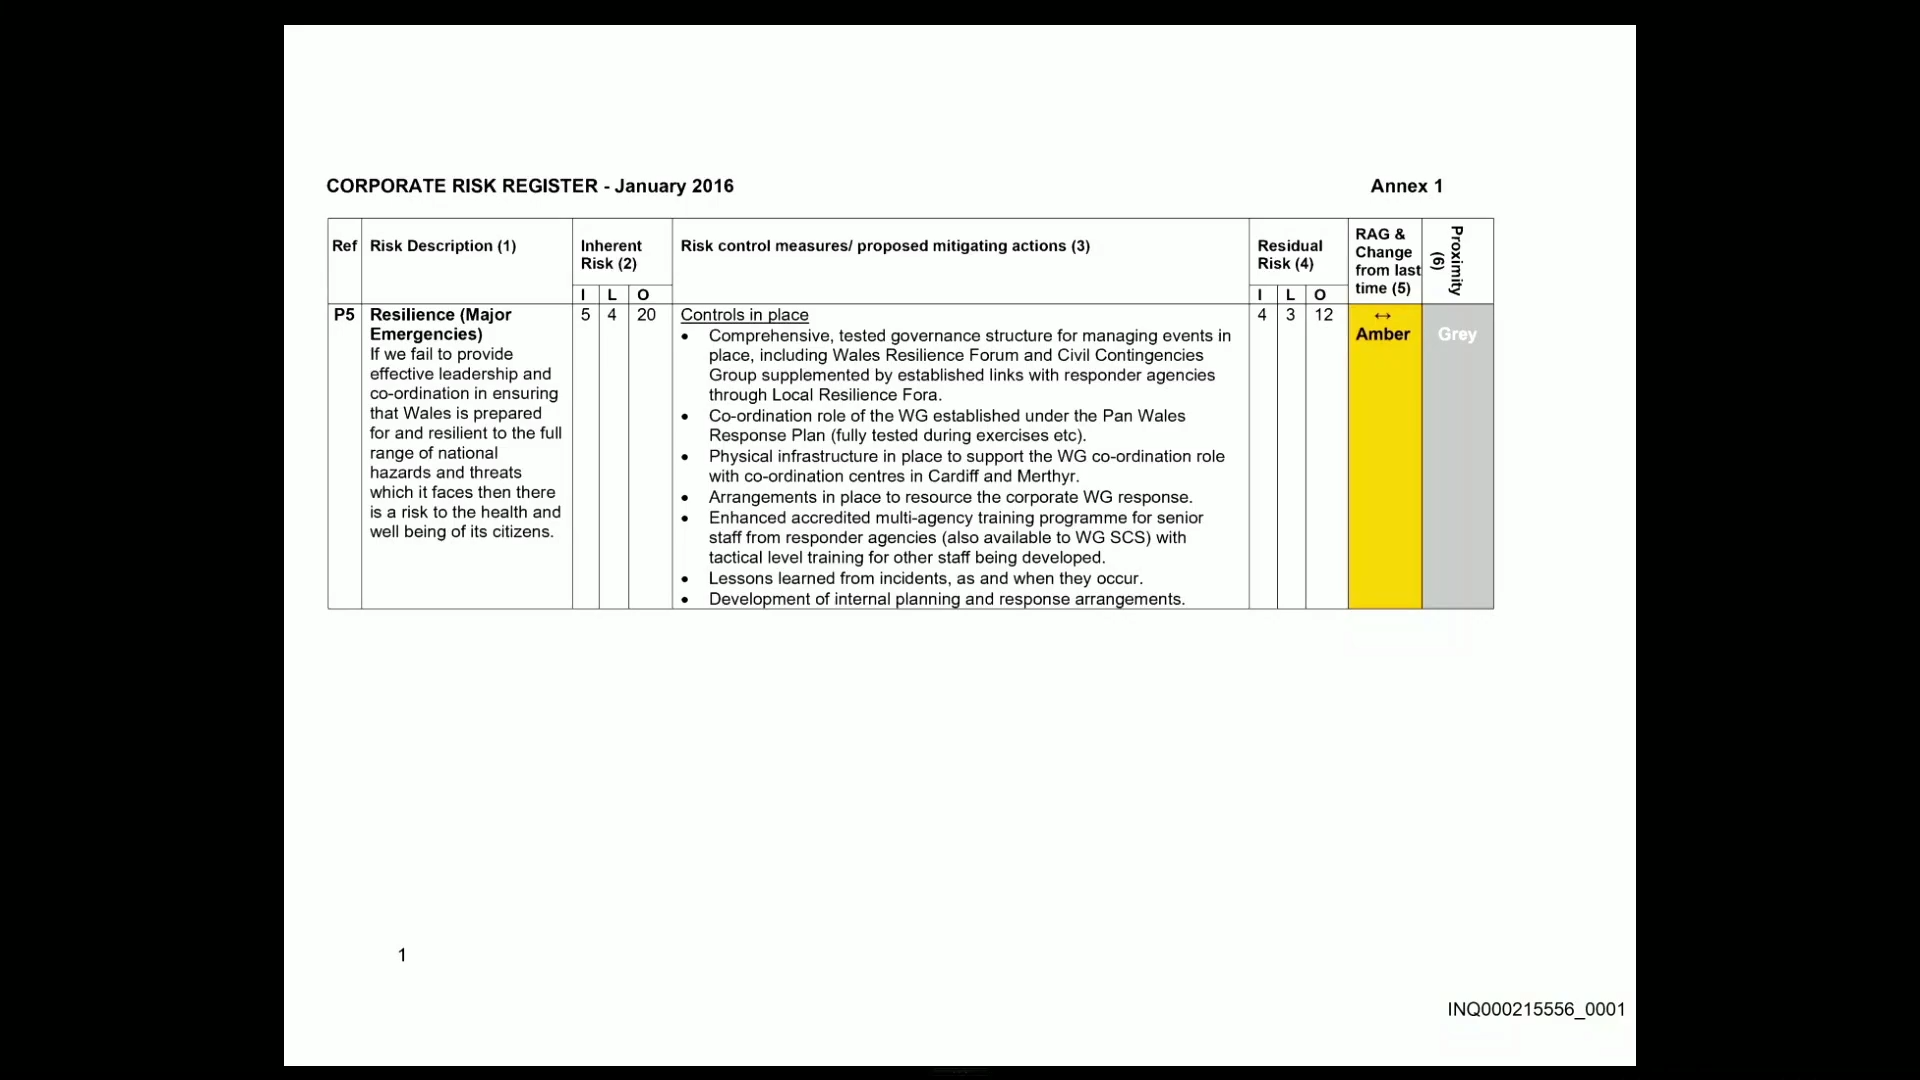 CORPORATE RISK REGISTER - January 2016
Annex 1
Ref
Risk Description (1)
Inherent
Risk (2)
I L O
Risk control measures/ proposed mitigating actions (3)
Residual
Risk (4)
I L O
RAG &
Change
from last
time (5)
Proximity
(6)
P5
Resilience (Major
Emergencies)
If we fail to provide
effective leadership and
co-ordination in ensuring
that Wales is prepared
for and resilient to the full
range of national
hazards and threats
which it faces then there
is a risk to the health and
well being of its citizens.
5 4 20
Controls in place
• Comprehensive, tested governance structure for managing events in
place, including Wales Resilience Forum and Civil Contingencies
Group supplemented by established links with responder agencies
through Local Resilience Fora.
• Co-ordination role of the WG established under the Pan Wales
Response Plan (fully tested during exercises etc).
• Physical infrastructure in place to support the WG co-ordination role
with co-ordination centres in Cardiff and Merthyr.
• Arrangements in place to resource the corporate WG response.
• Enhanced accredited multi-agency training programme for senior
staff from responder agencies (also available to WG SCS) with
tactical level training for other staff being developed.
• Lessons learned from incidents, as and when they occur.
• Development of internal planning and response arrangements.
4 3 12
↔
Amber
Grey
1
INQ000215556_0001